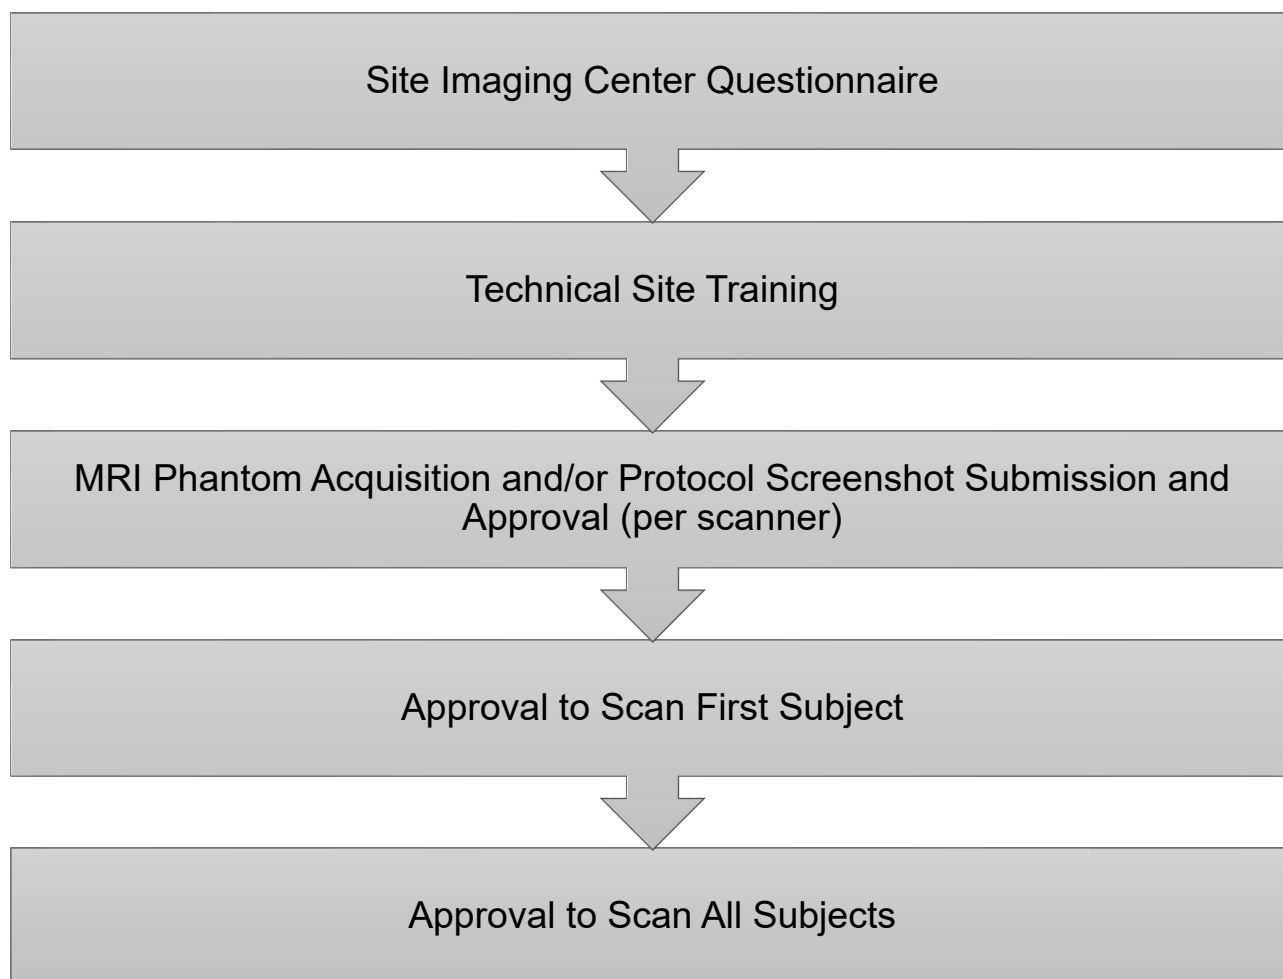 Site Imaging Center Questionnaire
Technical Site Training
MRI Phantom Acquisition and/or Protocol Screenshot Submission and
Approval (per scanner)
Approval to Scan First Subject
Approval to Scan All Subjects